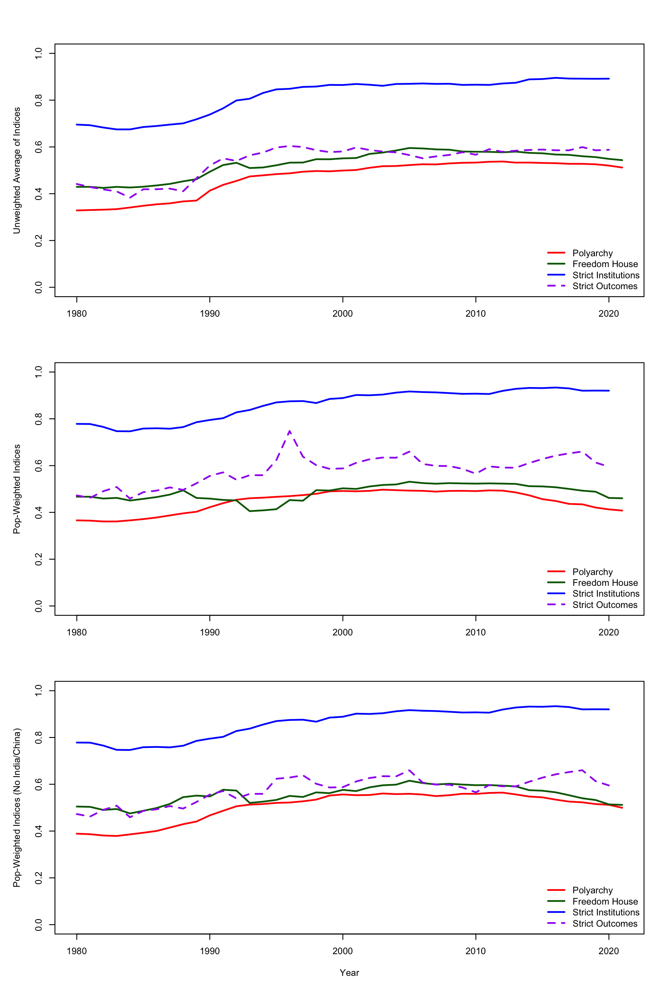 Unweighted Average of Indices
1.0
0.8
0.6
0.4
0.2
0.0
Polyarchy
Freedom House
Strict Institutions
Strict Outcomes
1980 1990 2000 2010 2020
Pop-Weighted Indices
1.0
0.8
0.6
0.4
0.2
0.0
Polyarchy
Freedom House
Strict Institutions
Strict Outcomes
1980 1990 2000 2010 2020
Pop-Weighted Indices (No India/China)
1.0
0.8
0.6
0.4
0.2
0.0
Polyarchy
Freedom House
Strict Institutions
Strict Outcomes
1980 1990 2000 2010 2020
Year